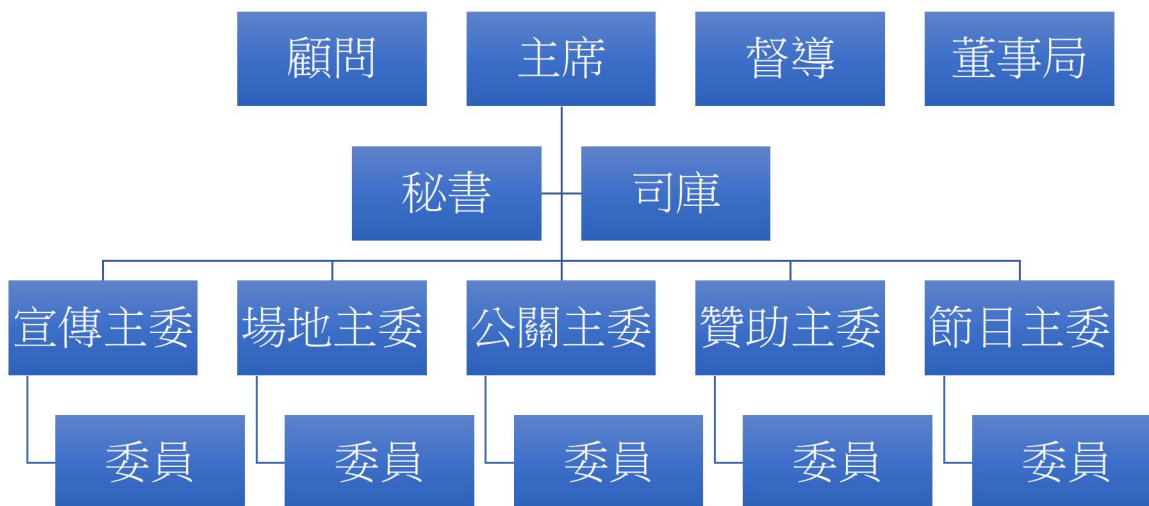 顧問
主席
督導
董事局
秘書
司庫
宣傳主委
場地主委
公關主委
贊助主委
節目主委
委員
委員
委員
委員
委員